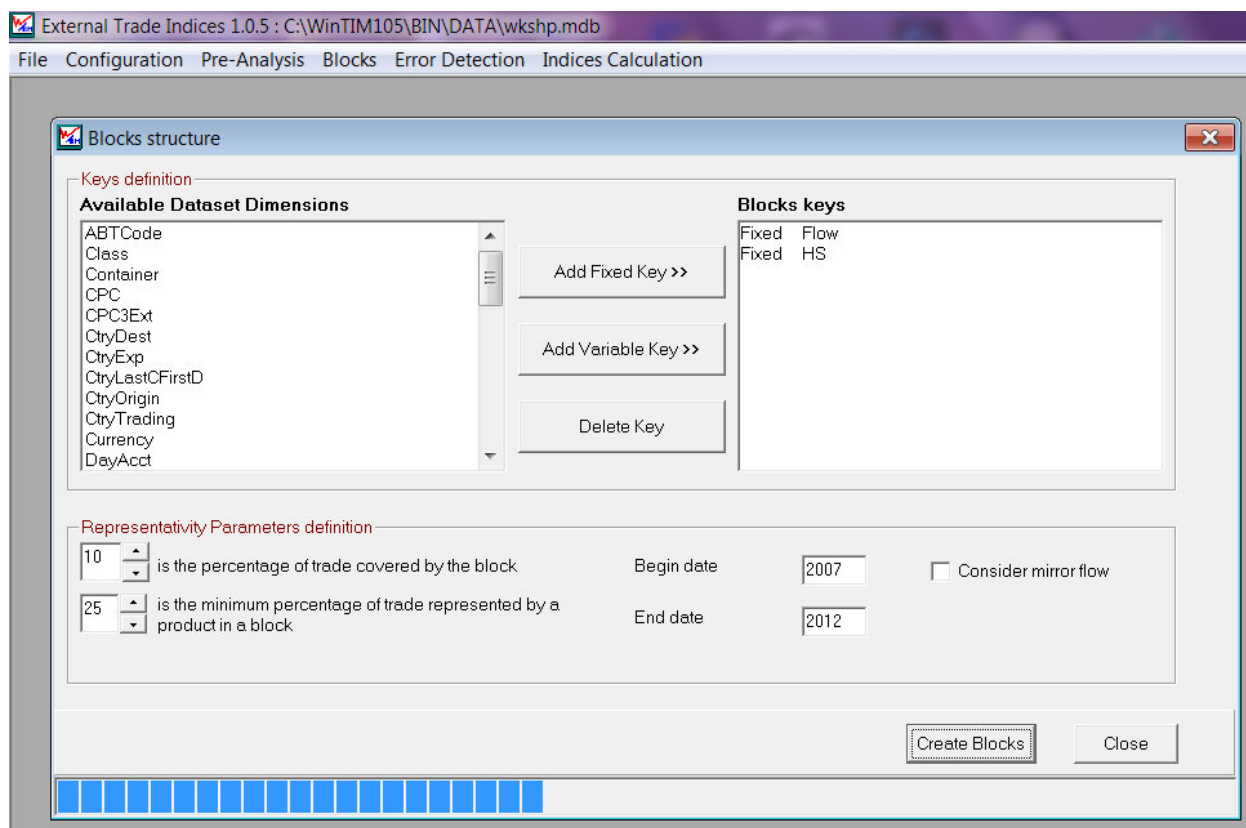 External Trade Indices 1.0.5 : C:\WinTIM105\BIN\DATA\wkshp.mdb
File Configuration Pre-Analysis Blocks Error Detection Indices Calculation
Blocks structure
Keys definition
Available Dataset Dimensions
ABTCode
Class
Container
CPC
CPC3Ext
CtryDest
CtryExp
CtryLastCFirstD
CtryOrigin
CtryTrading
Currency
DayAcct
Add Fixed Key >>
Add Variable Key >>
Delete Key
Blocks keys
Fixed Flow
Fixed HS
Representativity Parameters definition
10 is the percentage of trade covered by the block
25 is the minimum percentage of trade represented by a
product in a block
Begin date 2007
End date 2012
Consider mirror flow
Create Blocks
Close